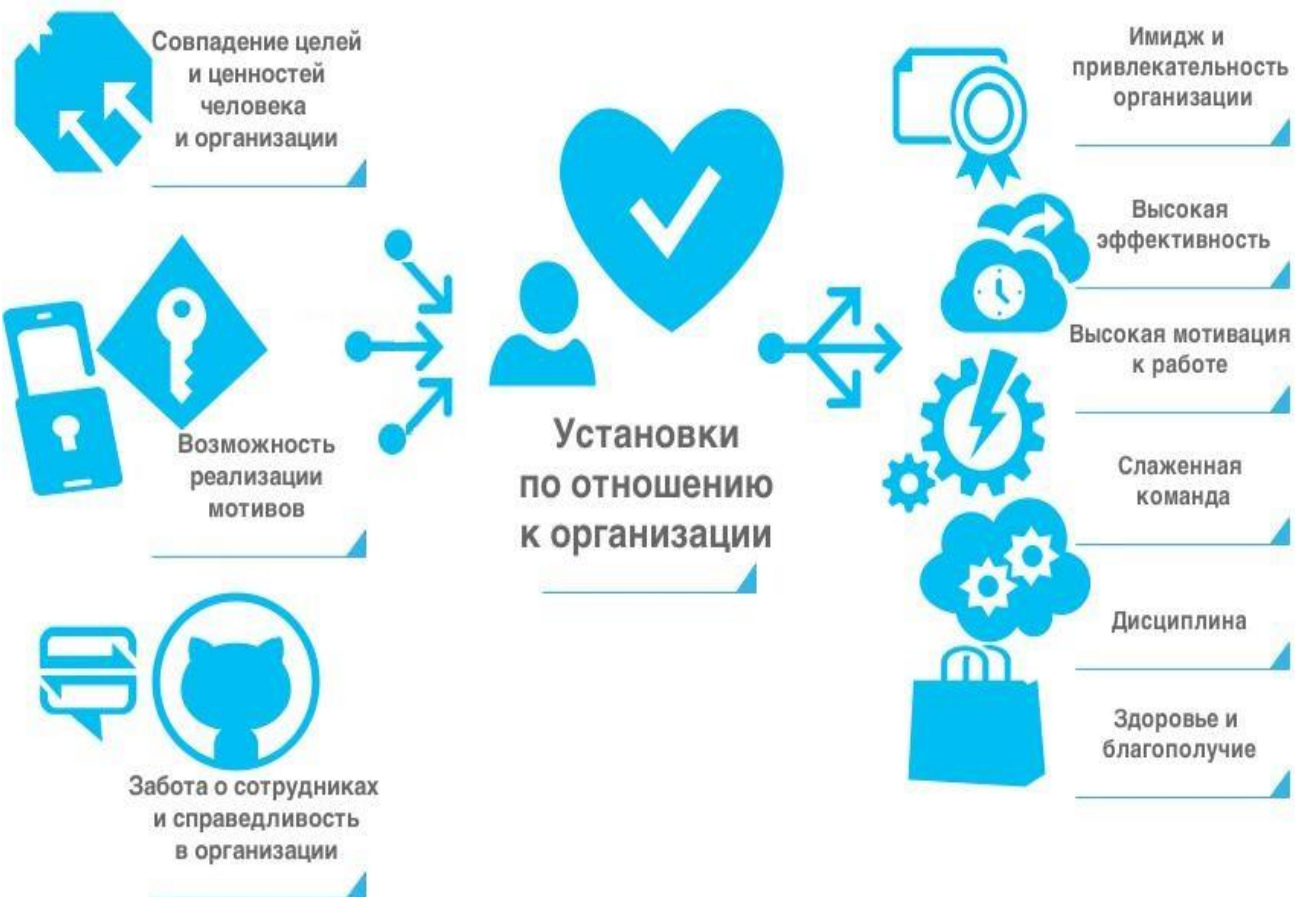 Совпадение целей
и ценностей
человека
и организации
Возможность
реализации
мотивов
Забота о сотрудниках
и справедливость
в организации
Установки
по отношению
к организации
Имидж и
привлекательность
организации
Высокая
эффективность
Высокая мотивация
к работе
Слаженная
команда
Дисциплина
Здоровье и
благополучие